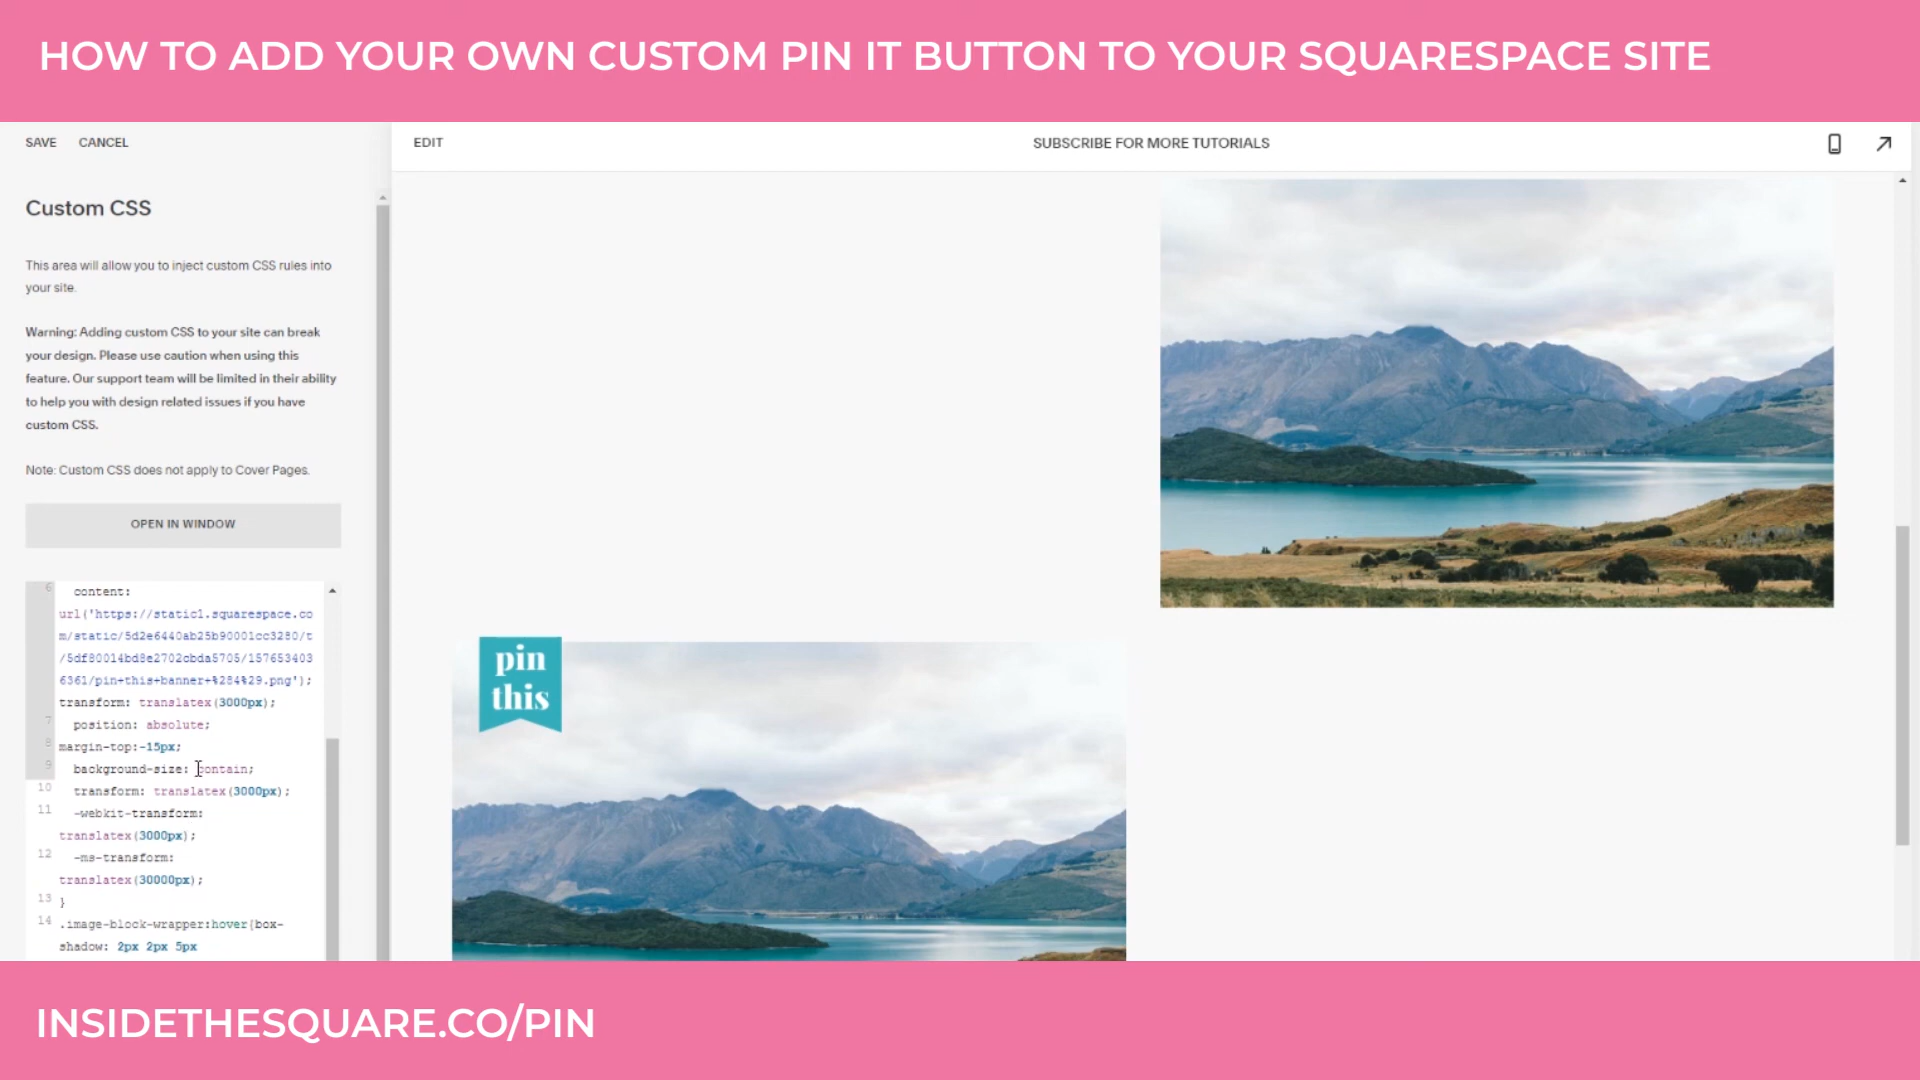 HOW TO ADD YOUR OWN CUSTOM PIN IT BUTTON TO YOUR SQUARESPACE SITE
SAVE CANCEL
EDIT
SUBSCRIBE FOR MORE TUTORIALS
Custom CSS
This area will allow you to inject custom CSS rules into
your site.
Warning: Adding custom CSS to your site can break
your design. Please use caution when using this
feature. Our support team will be limited in their ability
to help you with design related issues if you have
custom CSS.
Note: Custom CSS does not apply to Cover Pages.
OPEN IN WINDOW
6 content:
url('https://static1.squarespace.co
m/static/5d2e6440ab25b90001cc3280/t
/5df80014bd8e2702cbda5705/157653403
6361/pin+this+banner+%284%29.png');
transform: translatex(3000px);
7 position: absolute;
8 margin-top:-15px;
9 background-size: contain;
10 transform: translatex(3000px);
11 -webkit-transform:
translatex(3000px);
12 -ms-transform:
translatex(30000px);
13 }
14 .image-block-wrapper:hover{box-
shadow: 2px 2px 5px
pin
this
INSIDETHESQUARE.CO/PIN